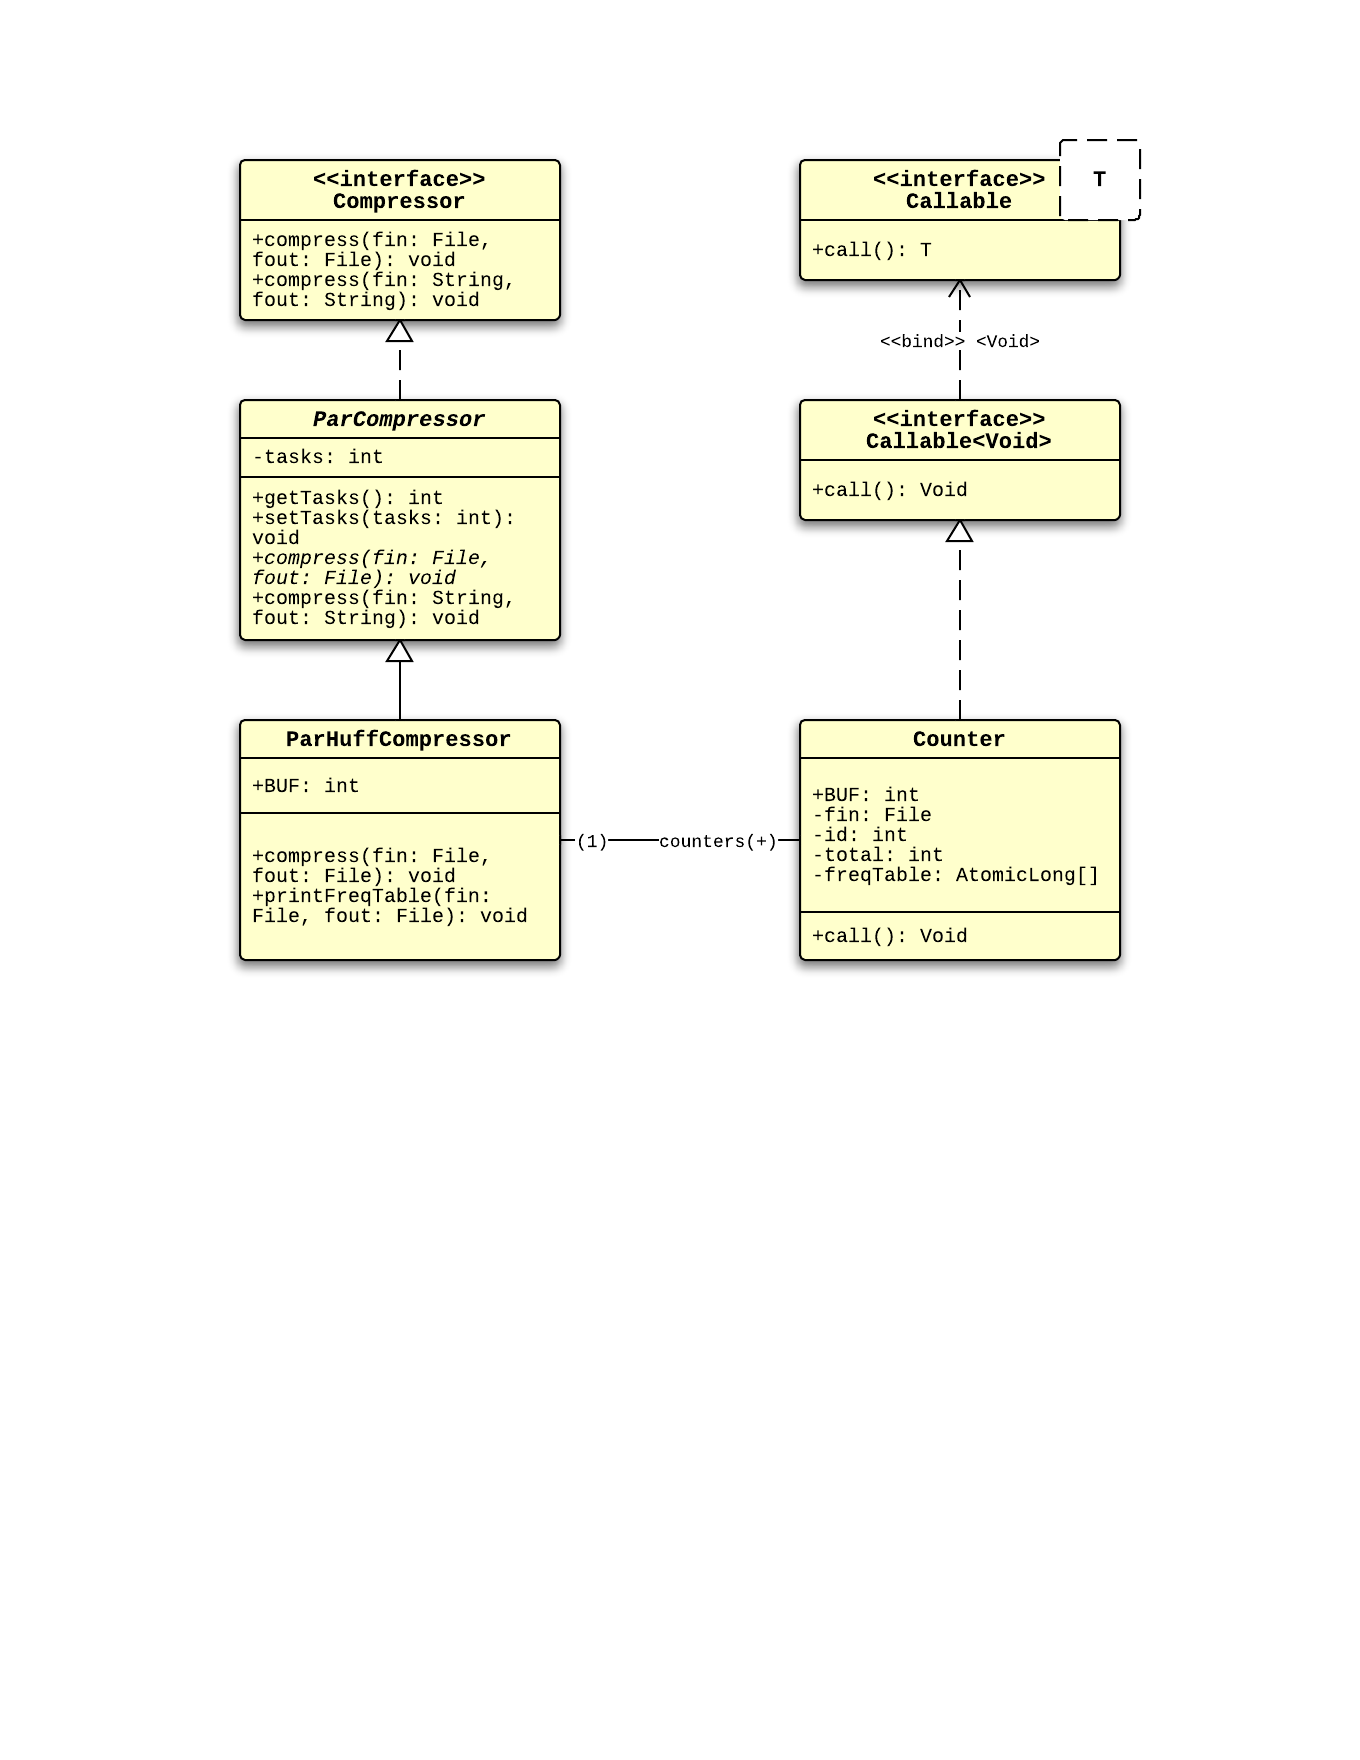 <<interface>>
Compressor
+compress(fin: File,
fout: File): void
+compress(fin: String,
fout: String): void
<<interface>>
Callable
T
+call(): T
<<bind>> <Void>
ParCompressor
-tasks: int
+getTasks(): int
+setTasks(tasks: int):
void
+compress(fin: File,
fout: File): void
+compress(fin: String,
fout: String): void
<<interface>>
Callable<Void>
+call(): Void
ParHuffCompressor
+BUF: int
+compress(fin: File,
fout: File): void
+printFreqTable(fin:
File, fout: File): void
(1)
counters(+)
Counter
+BUF: int
-fin: File
-id: int
-total: int
-freqTable: AtomicLong[]
+call(): Void